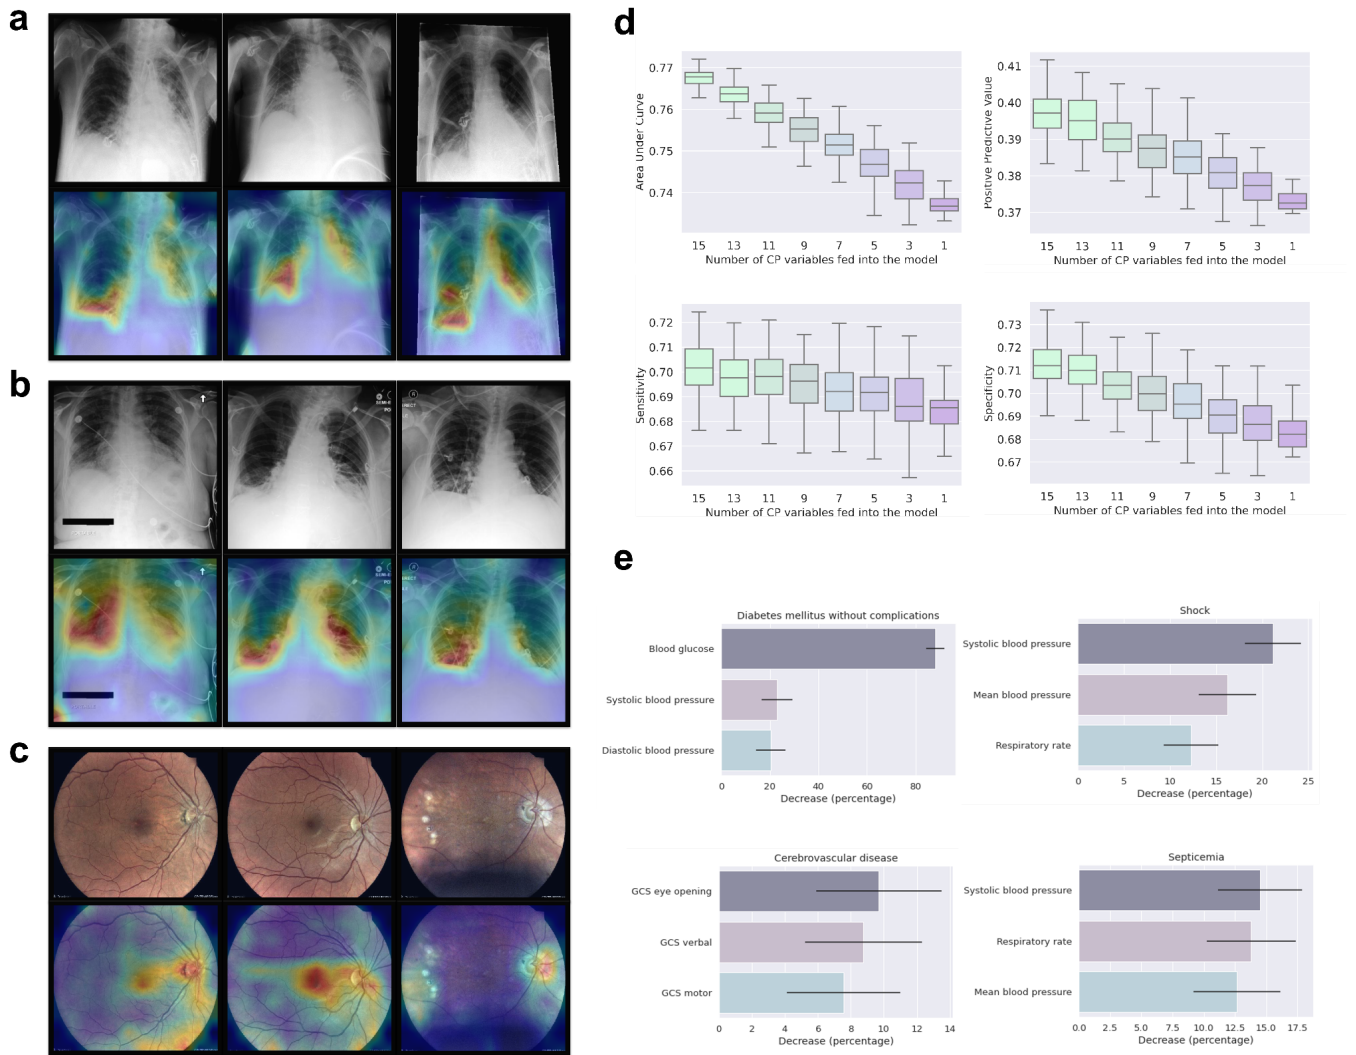 a
b
SEMI-E
PO
RECT
R
SEMI-E
PO
RECT
c
d
Area Under Curve
0.77
0.76
0.75
0.74
15 13 11 9 7 5 3 1
Number of CP variables fed into the model
Positive Predictive Value
0.41
0.40
0.39
0.38
0.37
15 13 11 9 7 5 3 1
Number of CP variables fed into the model
Sensitivity
0.72
0.71
0.70
0.69
0.68
0.67
0.66
15 13 11 9 7 5 3 1
Number of CP variables fed into the model
Specificity
0.73
0.72
0.71
0.70
0.69
0.68
0.67
15 13 11 9 7 5 3 1
Number of CP variables fed into the model
e
Diabetes mellitus without complications
Blood glucose
Systolic blood pressure
Diastolic blood pressure
0 20 40 60 80
Decrease (percentage)
Shock
Systolic blood pressure
Mean blood pressure
Respiratory rate
0 5 10 15 20 25
Decrease (percentage)
Cerebrovascular disease
GCS eye opening
GCS verbal
GCS motor
0 2 4 6 8 10 12 14
Decrease (percentage)
Septicemia
Systolic blood pressure
Respiratory rate
Mean blood pressure
0.0 2.5 5.0 7.5 10.0 12.5 15.0 17.5
Decrease (percentage)